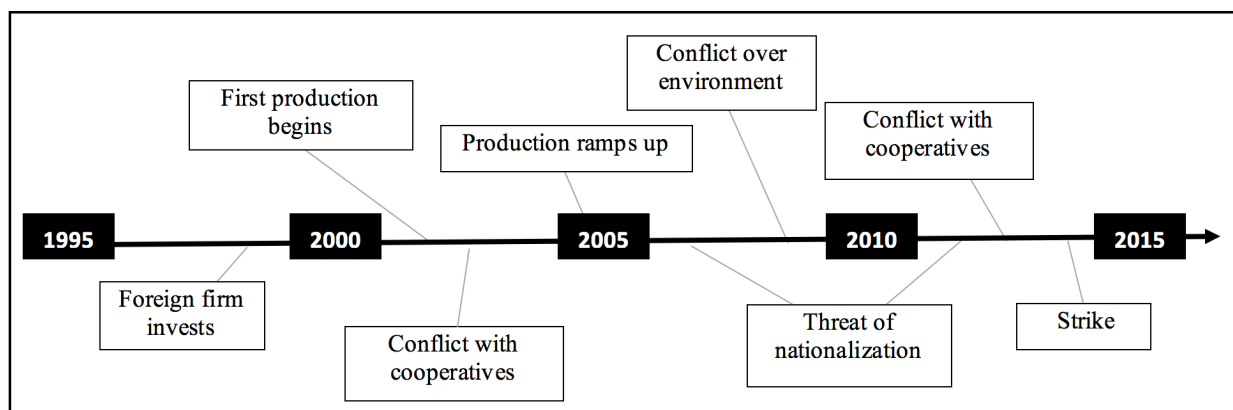 Conflict over
environment
First production
begins
Conflict with
cooperatives
Production ramps up
1995
2000
2005
2010
2015
Foreign firm
invests
Conflict with
cooperatives
Threat of
nationalization
Strike